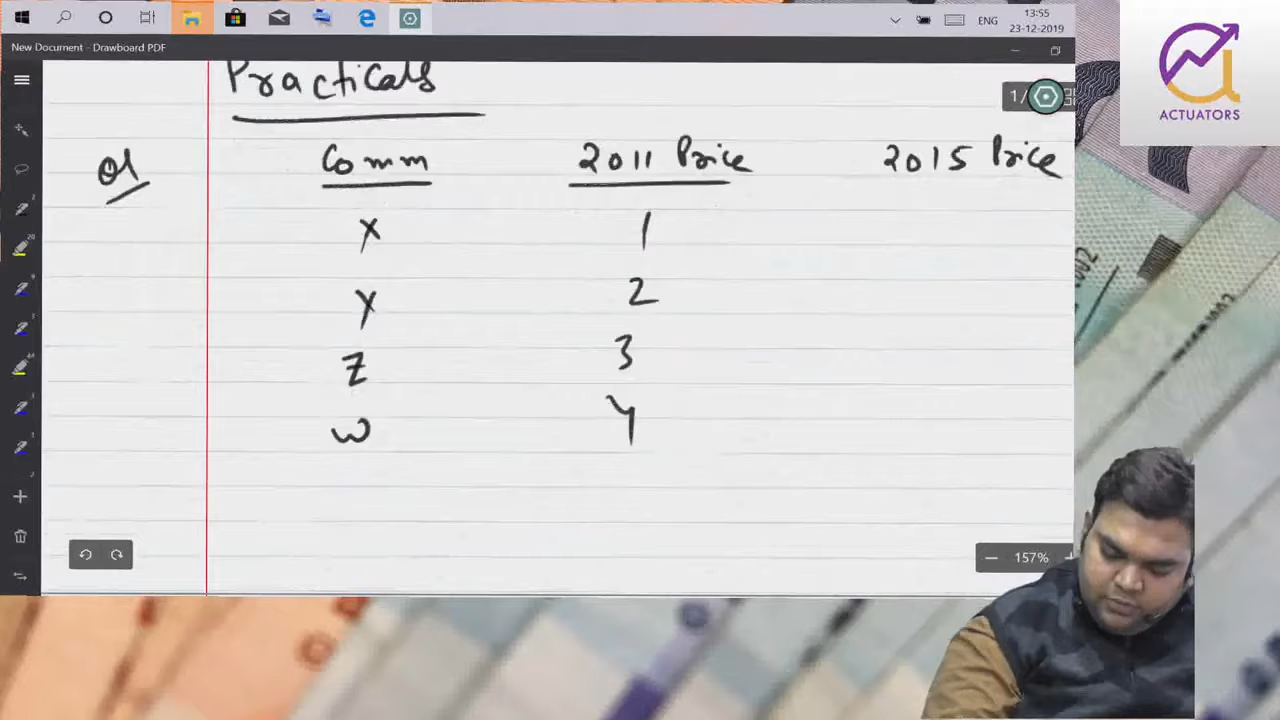 13:55
ENG
23-12-2019
New Document - Drawboard PDF
ACTUATORS
Practicals
1/
Q1 Comm 2011 Price 2015 Price
X 1
Y 2
Z 3
W 4
157%